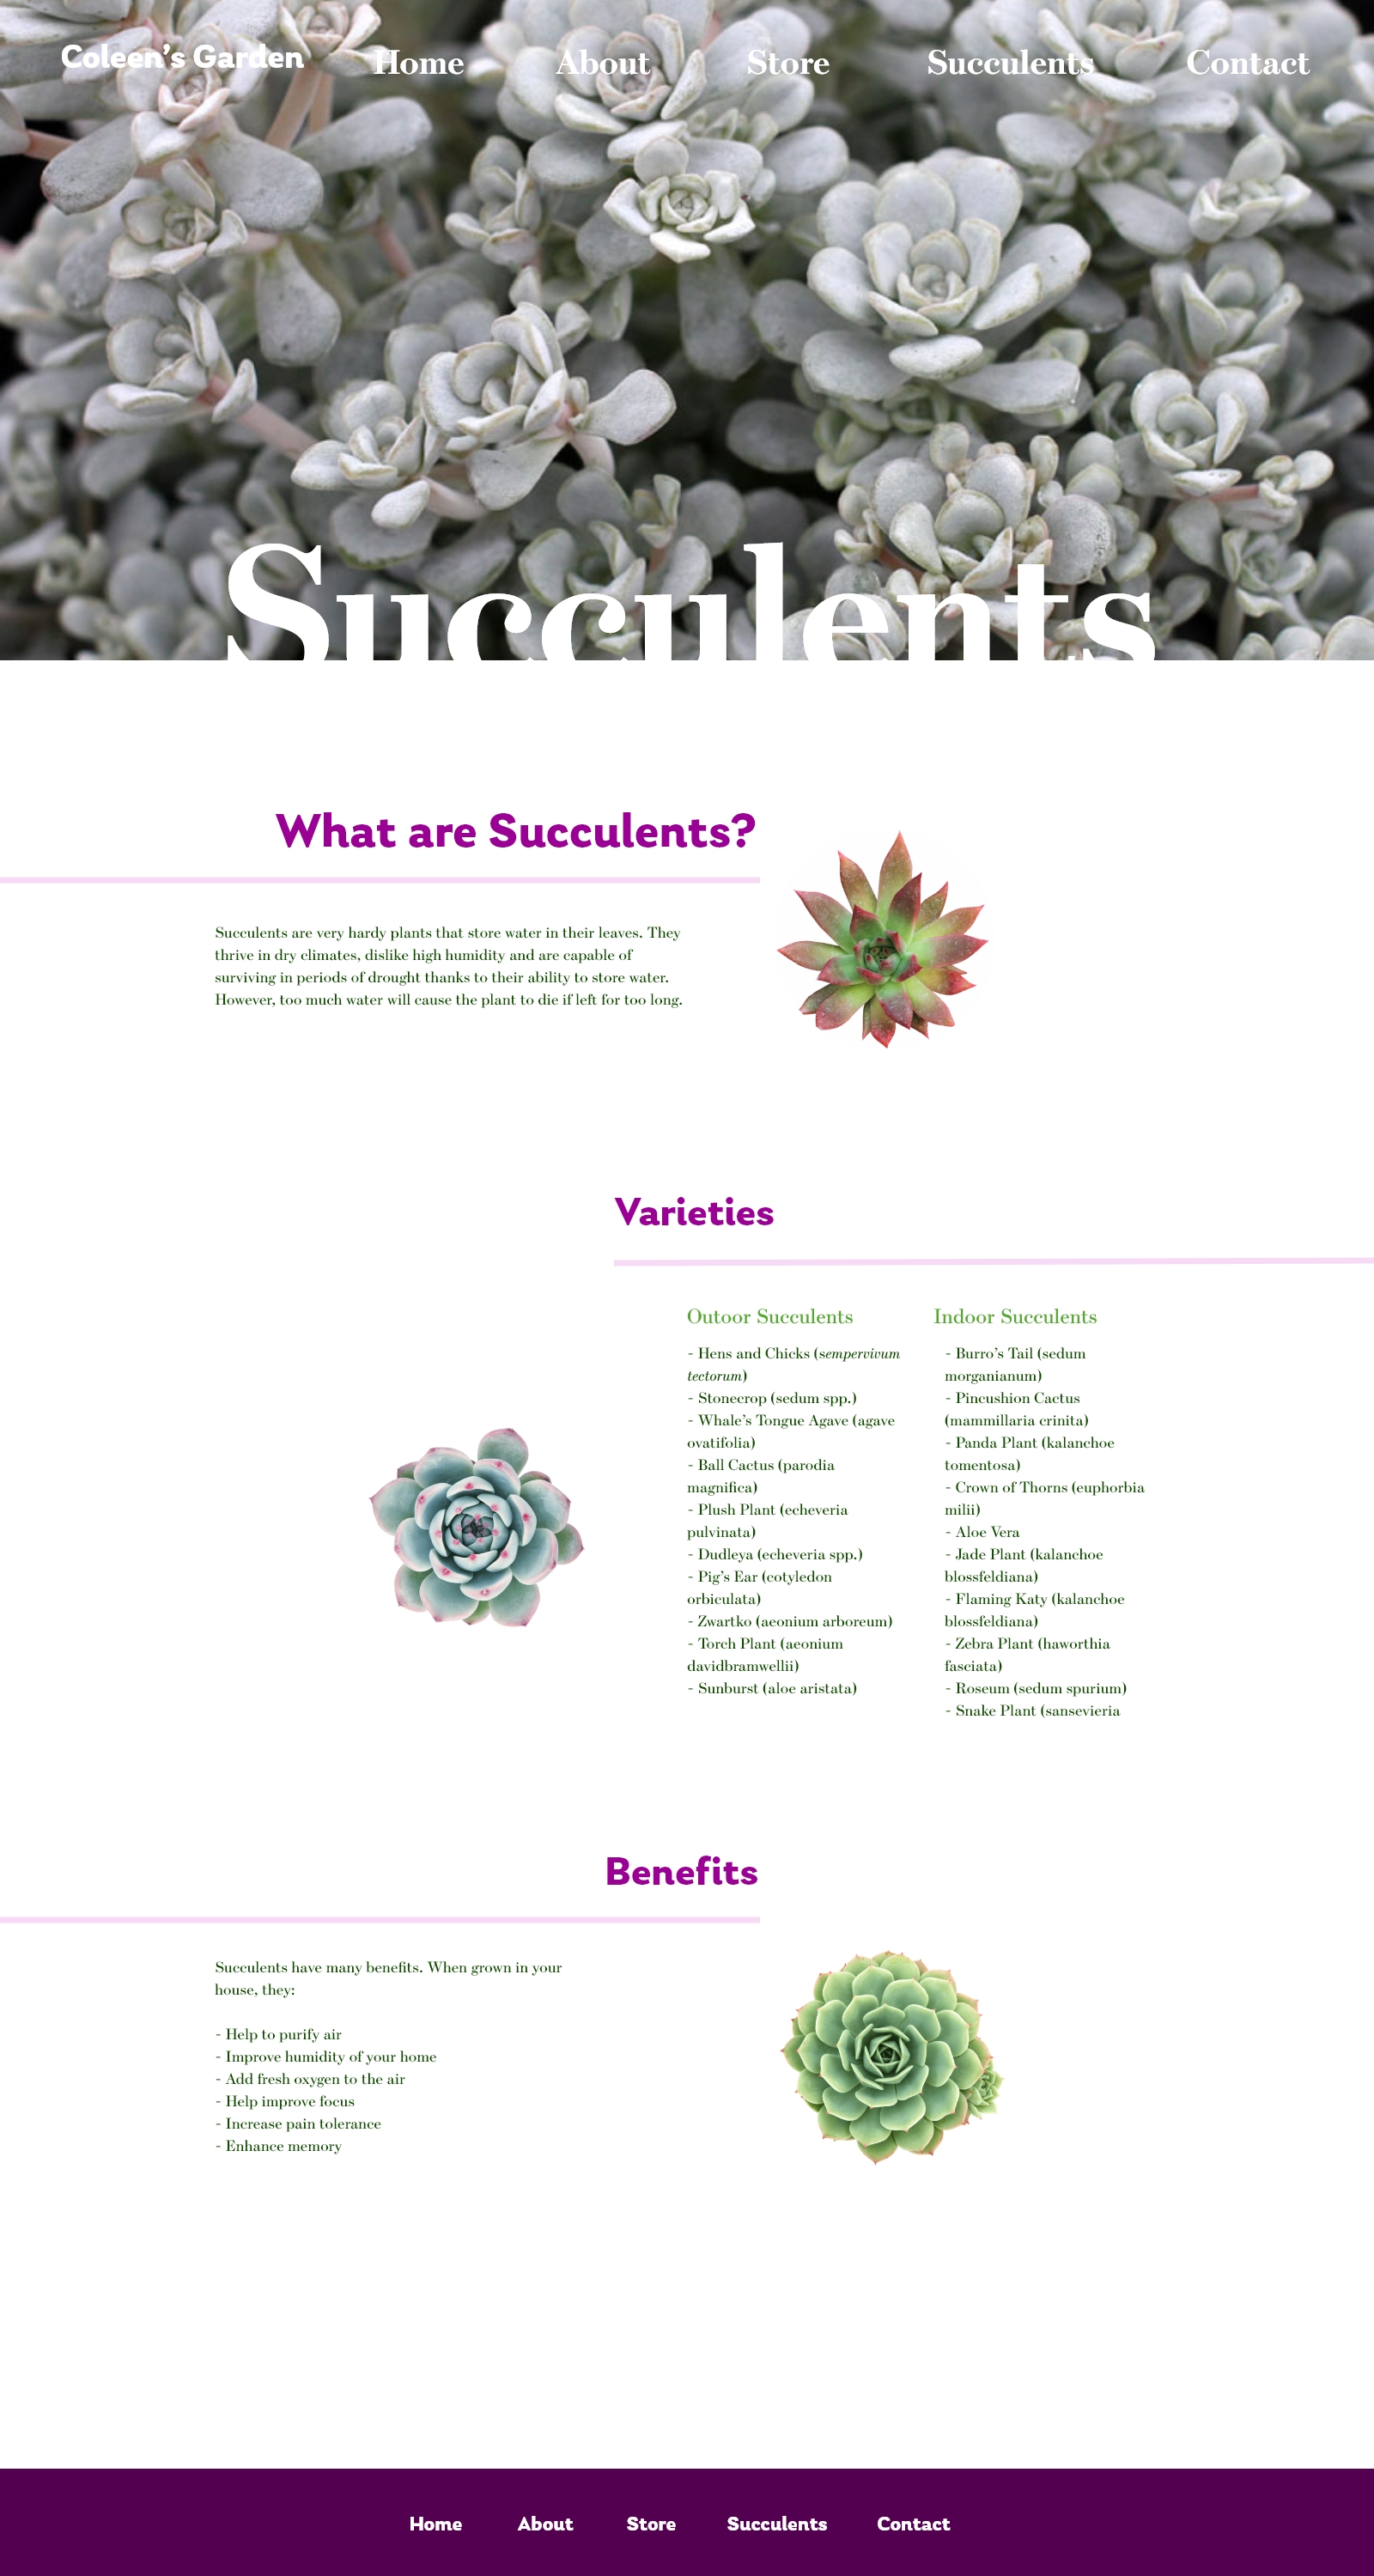 Coleen's Garden Home About Store Succulents Contact
Succulents
What are Succulents?
Succulents are very hardy plants that store water in their leaves. They
thrive in dry climates, dislike high humidity and are capable of
surviving in periods of drought thanks to their ability to store water.
However, too much water will cause the plant to die if left for too long.
Varieties
Outoor Succulents
- Hens and Chicks (sempervivum
tectorum)
- Stonecrop (sedum spp.)
- Whale's Tongue Agave (agave
ovatifolia)
- Ball Cactus (parodia
magnifica)
- Plush Plant (echeveria
pulvinata)
- Dudleya (echeveria spp.)
- Pig's Ear (cotyledon
orbiculata)
- Zwartko (aeonium arboreum)
- Torch Plant (aeonium
davidbramwellii)
- Sunburst (aloe aristata)
Indoor Succulents
- Burro's Tail (sedum
morganianum)
- Pincushion Cactus
(mammillaria crinita)
- Panda Plant (kalanchoe
tomentosa)
- Crown of Thorns (euphorbia
milii)
- Aloe Vera
- Jade Plant (kalanchoe
blossfeldiana)
- Flaming Katy (kalanchoe
blossfeldiana)
- Zebra Plant (haworthia
fasciata)
- Roseum (sedum spurium)
- Snake Plant (sansevieria
Benefits
Succulents have many benefits. When grown in your
house, they:
- Help to purify air
- Improve humidity of your home
- Add fresh oxygen to the air
- Help improve focus
- Increase pain tolerance
- Enhance memory
Home About Store Succulents Contact